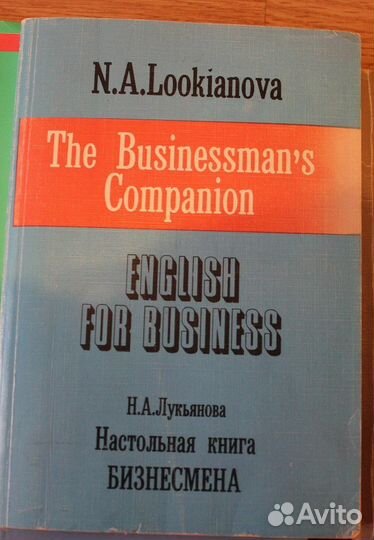 N.A.Lookianova
The Businessman's
Companion
ENGLISH
FOR BUSINESS
Н.А.Лукьянова
Настольная книга
БИЗНЕСМЕНА
Avito